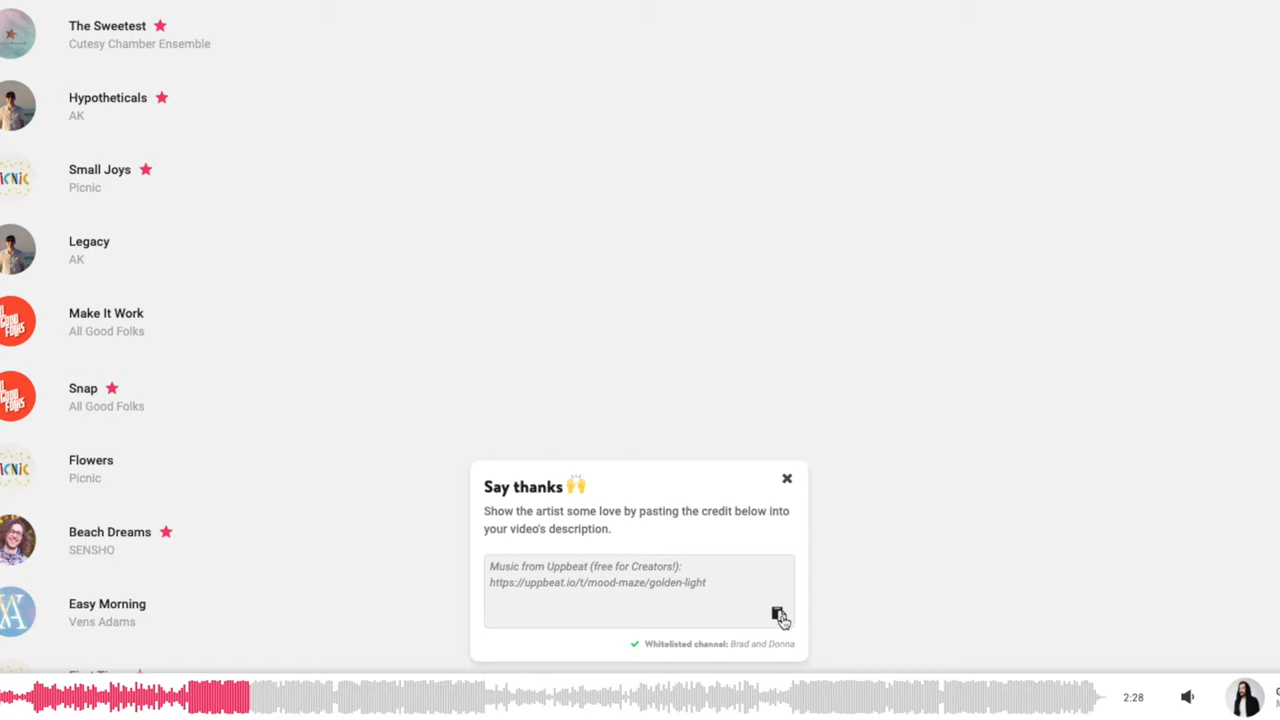 The Sweetest
Cutesy Chamber Ensemble
Hypotheticals
AK
Small Joys
Picnic
Legacy
AK
Make It Work
All Good Folks
Snap
All Good Folks
Flowers
Picnic
Beach Dreams
SENSHO
Easy Morning
Vens Adams
Say thanks 🙌
Show the artist some love by pasting the credit below into
your video's description.
Music from Uppbeat (free for Creators!):
https://uppbeat.io/t/mood-maze/golden-light
Whitelisted channel: Brad and Donna
2:28